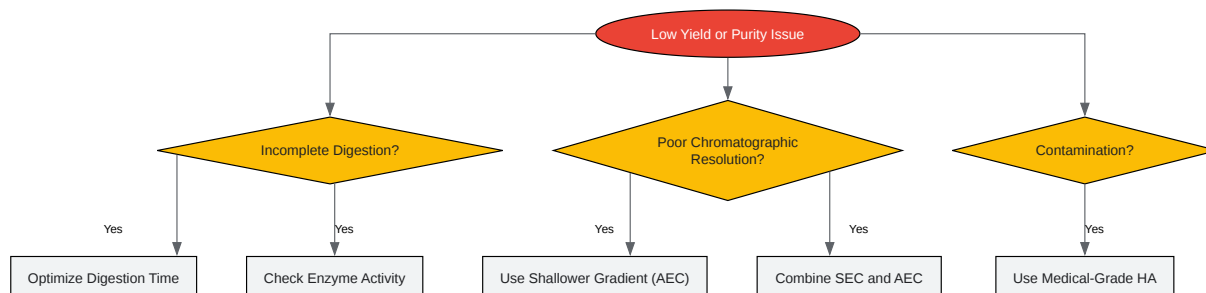 Low Yield or Purity Issue
Incomplete Digestion?
Poor Chromatographic
Resolution?
Contamination?
Yes
Yes
Yes
Yes
Yes
Optimize Digestion Time
Check Enzyme Activity
Use Shallower Gradient (AEC)
Combine SEC and AEC
Use Medical-Grade HA